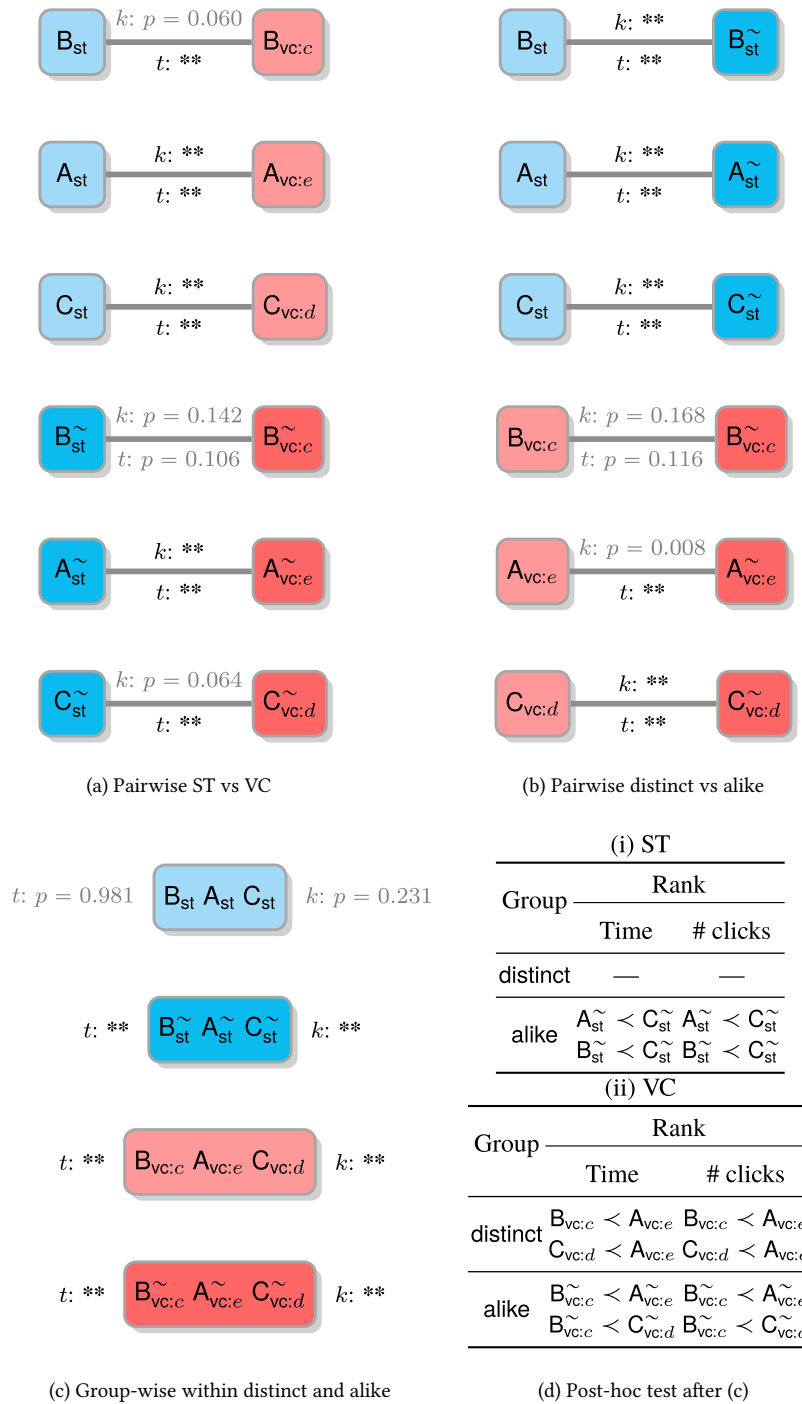 B_st k: p = 0.060 B_vc:c
t: **
A_st k: ** A_vc:e
t: **
C_st k: ** C_vc:d
t: **
B~_st k: p = 0.142 B~_vc:c
t: p = 0.106
A~_st k: ** A~_vc:e
t: **
C~_st k: p = 0.064 C~_vc:d
t: **
(a) Pairwise ST vs VC
B_st k: ** B~_st
t: **
A_st k: ** A~_st
t: **
C_st k: ** C~_st
t: **
B_vc:c k: p = 0.168 B~_vc:c
t: p = 0.116
A_vc:e k: p = 0.008 A~_vc:e
t: **
C_vc:d k: ** C~_vc:d
t: **
(b) Pairwise distinct vs alike
t: p = 0.981 B_st A_st C_st k: p = 0.231
t: ** B~_st A~_st C~_st k: **
t: ** B_vc:c A_vc:e C_vc:d k: **
t: ** B~_vc:c A~_vc:e C~_vc:d k: **
(c) Group-wise within distinct and alike
(i) ST
Group Rank
Time # clicks
distinct — —
alike A~_st ≺ C~_st A~_st ≺ C~_st
B~_st ≺ C~_st B~_st ≺ C~_st
(ii) VC
Group Rank
Time # clicks
distinct B_vc:c ≺ A_vc:e B_vc:c ≺ A_vc:e
C_vc:d ≺ A_vc:e C_vc:d ≺ A_vc:e
alike B~_vc:c ≺ A~_vc:e B~_vc:c ≺ A~_vc:e
B~_vc:c ≺ C~_vc:d B~_vc:c ≺ C~_vc:d
(d) Post-hoc test after (c)